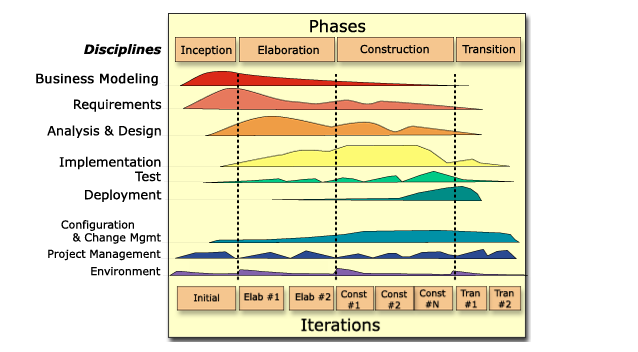 Phases
Disciplines
Inception
Elaboration
Construction
Transition
Business Modeling
Requirements
Analysis & Design
Implementation
Test
Deployment
Configuration
& Change Mgmt
Project Management
Environment
Initial
Elab #1
Elab #2
Const
#1
Const
#2
Const
#N
Tran
#1
Tran
#2
Iterations